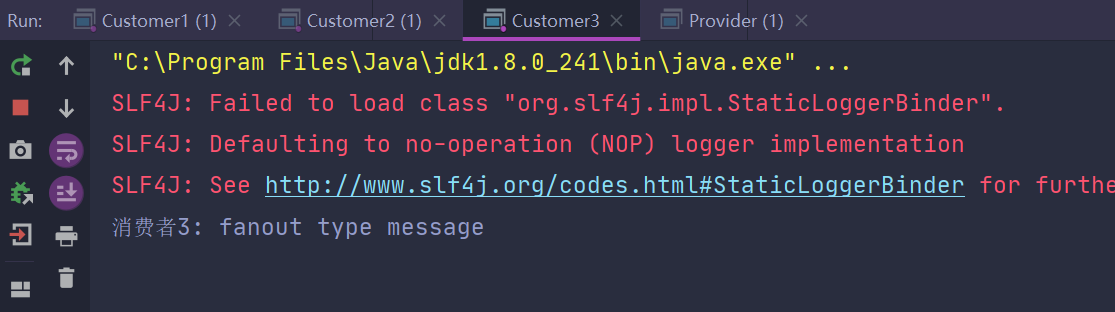 Run: Customer1 (1) Customer2 (1) Customer3 Provider (1)
"C:\Program Files\Java\jdk1.8.0_241\bin\java.exe" ...
SLF4J: Failed to load class "org.slf4j.impl.StaticLoggerBinder".
SLF4J: Defaulting to no-operation (NOP) logger implementation
SLF4J: See http://www.slf4j.org/codes.html#StaticLoggerBinder for furthe
消费者3: fanout type message